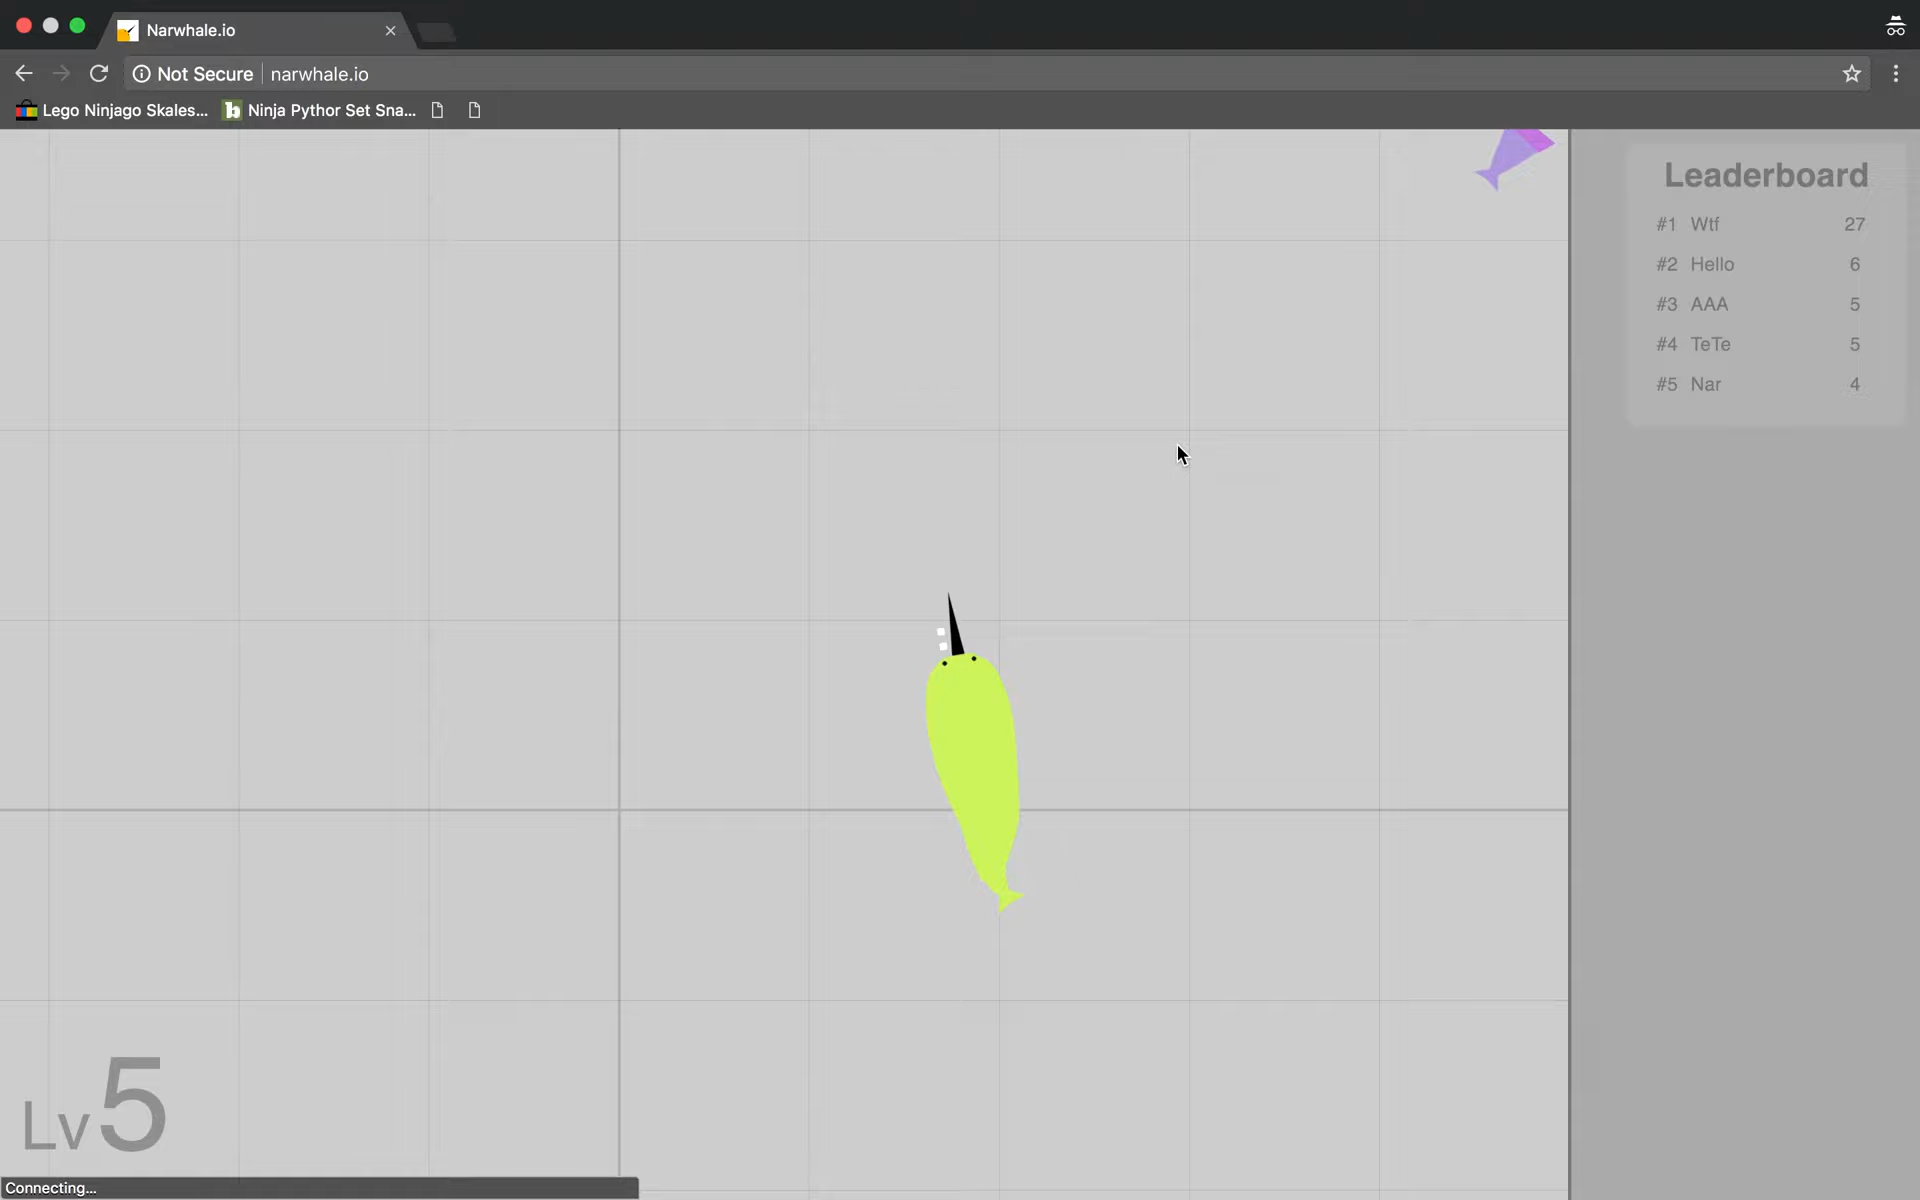 Narwhale.io
Not Secure narwhale.io
Lego Ninjago Skales... Ninja Pythor Set Sna...
Leaderboard
#1 Wtf 27
#2 Hello 6
#3 AAA 5
#4 TeTe 5
#5 Nar 4
Lv5
Connecting...